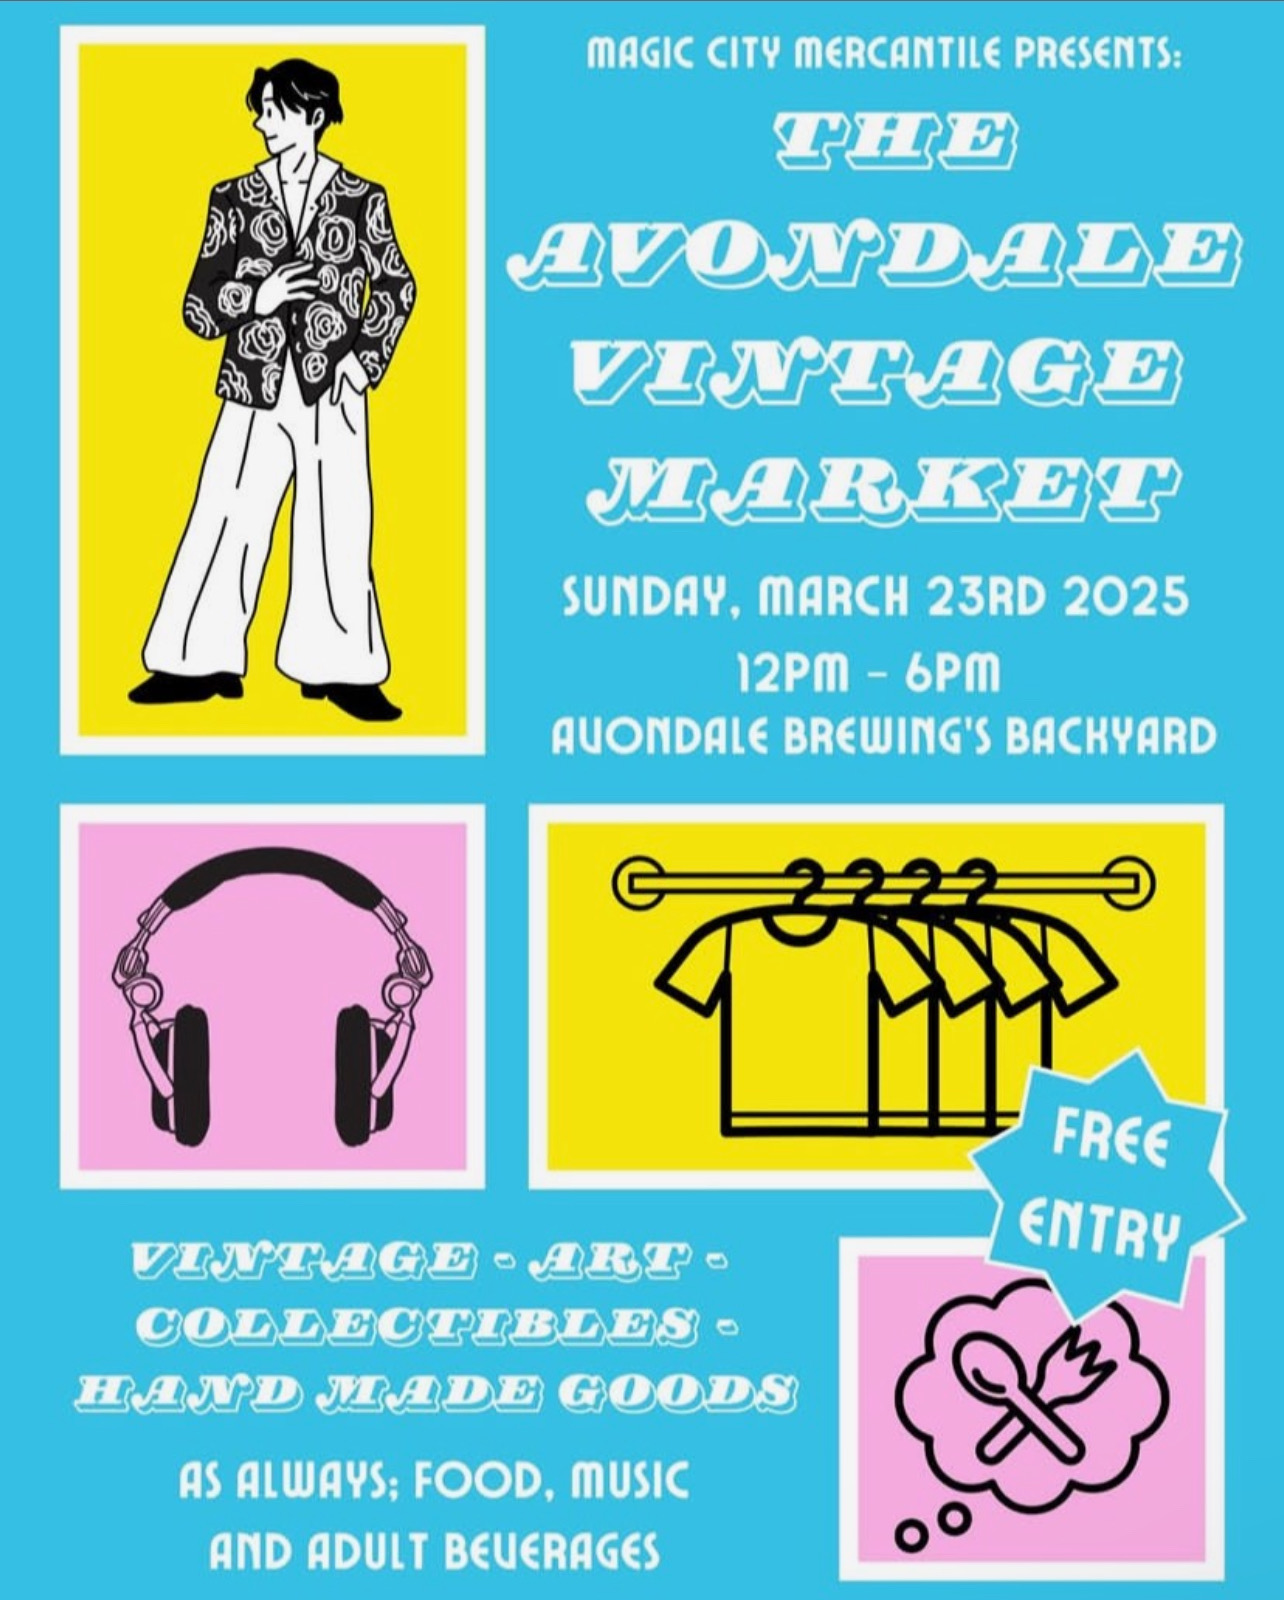 MAGIC CITY MERCANTILE PRESENTS:
THE
AVONDALE
VINTAGE
MARKET
SUNDAY, MARCH 23RD 2025
12PM - 6PM
AVONDALE BREWING'S BACKYARD
FREE
ENTRY
VINTAGE - ART -
COLLECTIBLES -
HAND MADE GOODS
AS ALWAYS; FOOD, MUSIC
AND ADULT BEVERAGES